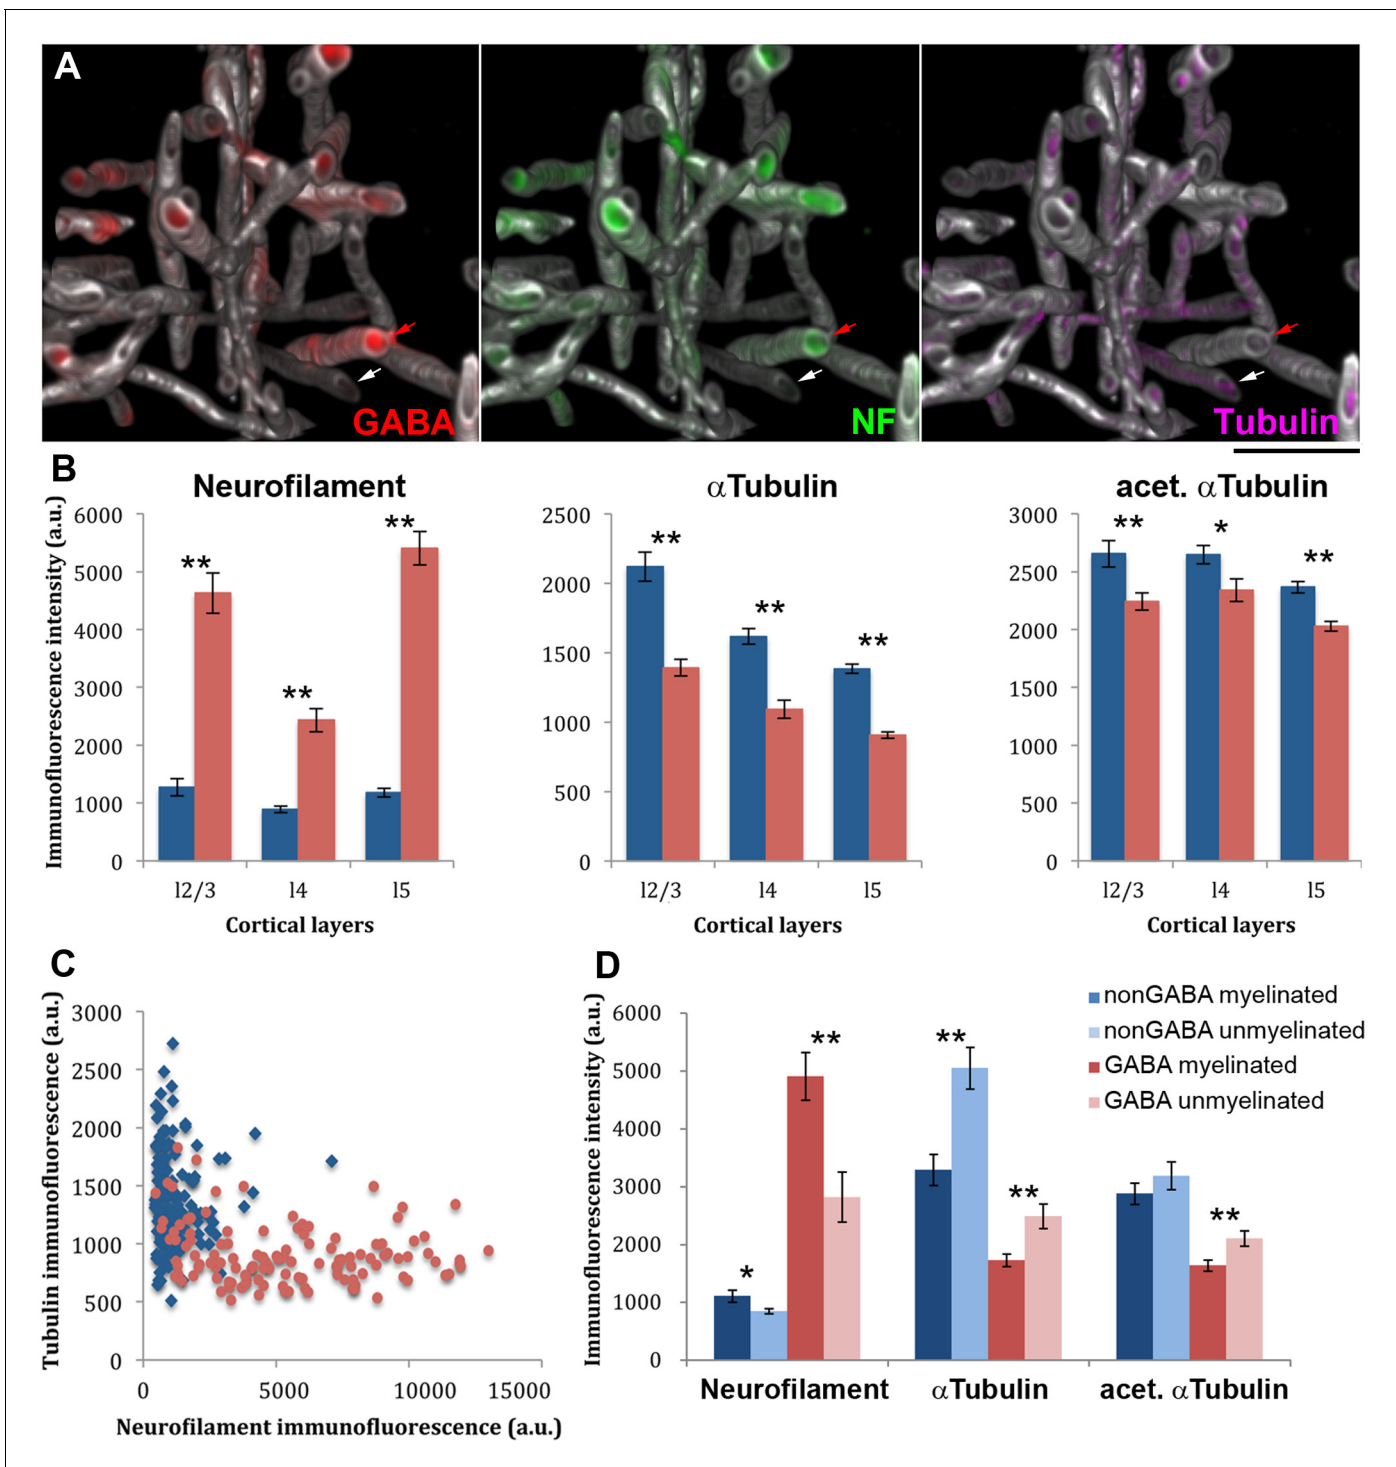 A
GABA
NF
Tubulin
B
Neurofilament
αTubulin
acet. αTubulin
Immunofluorescence intensity (a.u.)
6000
5000
4000
3000
2000
1000
0
** ** **
l2/3 l4 l5
Cortical layers
2500
2000
1500
1000
500
0
** ** **
l2/3 l4 l5
Cortical layers
3000
2500
2000
1500
1000
500
0
** * **
l2/3 l4 l5
Cortical layers
C
Tubulin immunofluorescence (a.u.)
3000
2500
2000
1500
1000
500
0
0 5000 10000 15000
Neurofilament immunofluorescence (a.u.)
D
Immunofluorescence intensity (a.u.)
6000
5000
4000
3000
2000
1000
0
* ** ** ** **
nonGABA myelinated
nonGABA unmyelinated
GABA myelinated
GABA unmyelinated
Neurofilament αTubulin acet. αTubulin